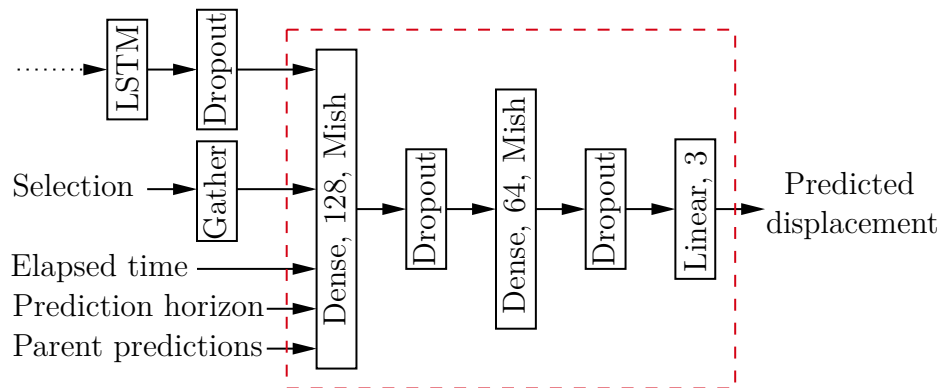 LSTM
Dropout
Selection
Gather
Elapsed time
Prediction horizon
Parent predictions
Dense, 128, Mish
Dropout
Dense, 64, Mish
Dropout
Linear, 3
Predicted
displacement